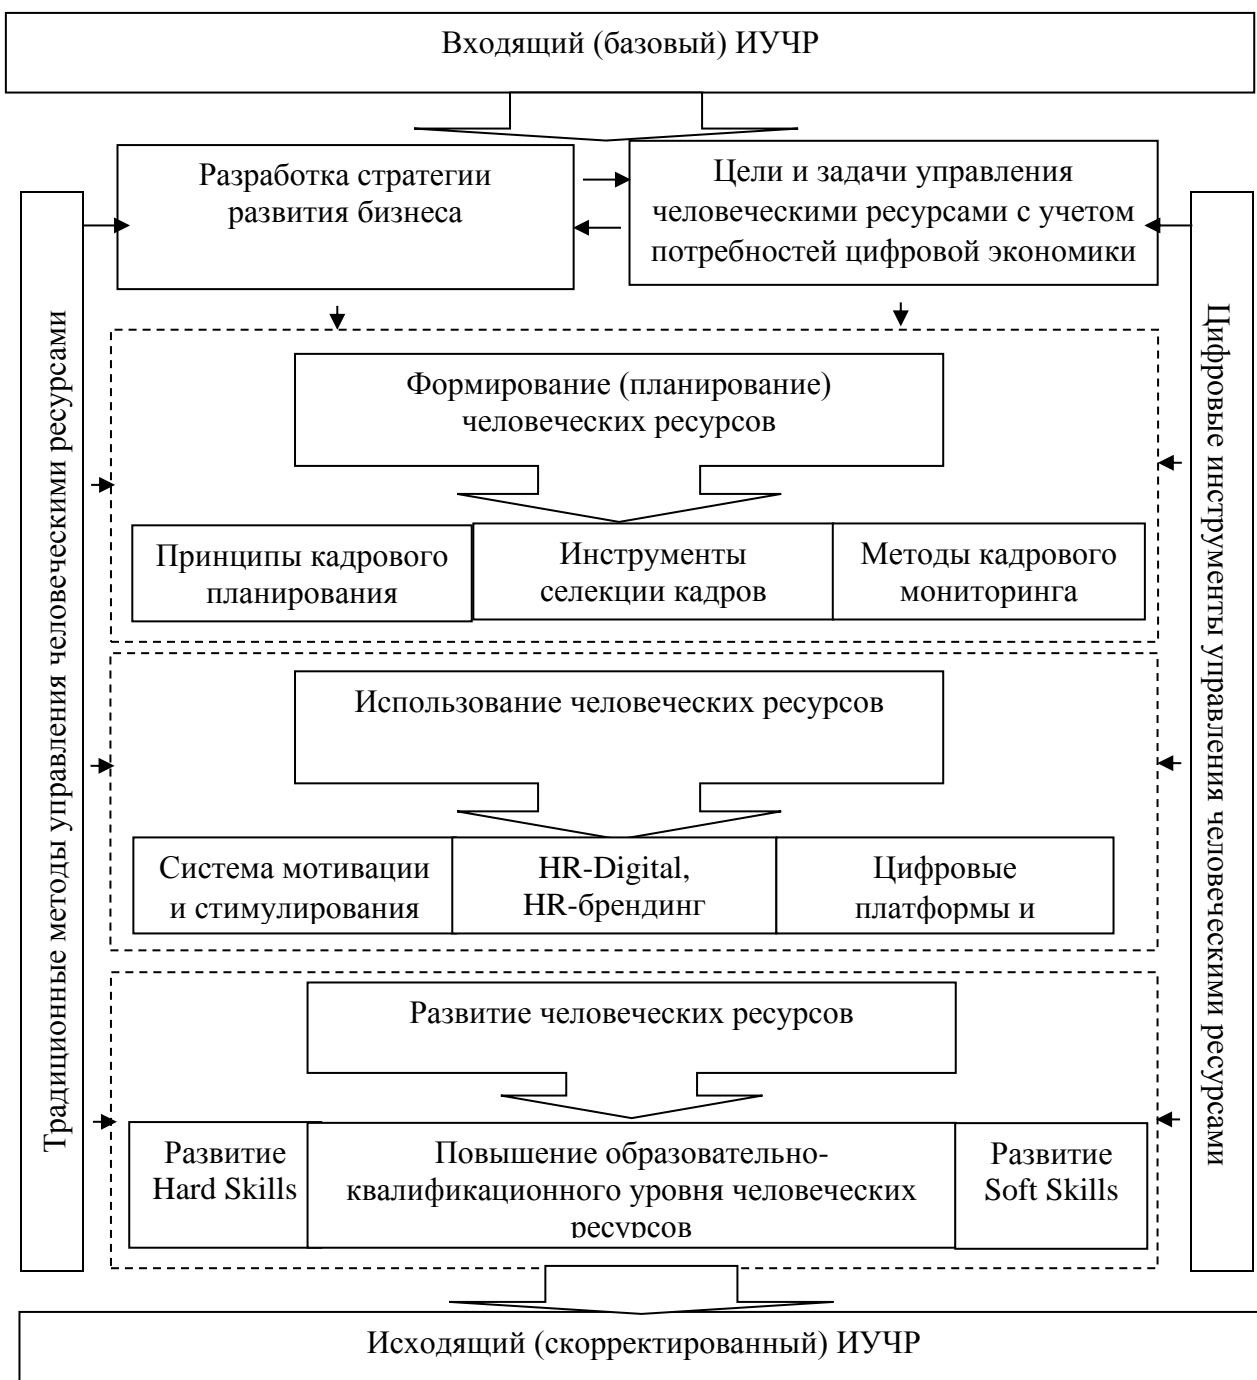 Входящий (базовый) ИУЧР
Разработка стратегии
развития бизнеса
Цели и задачи управления
человеческими ресурсами с учетом
потребностей цифровой экономики
Традиционные методы управления человеческими ресурсами
Цифровые инструменты управления человеческими ресурсами
Формирование (планирование)
человеческих ресурсов
Принципы кадрового
планирования
Инструменты
селекции кадров
Методы кадрового
мониторинга
Использование человеческих ресурсов
Система мотивации
и стимулирования
HR-Digital,
HR-брендинг
Цифровые
платформы и
Развитие человеческих ресурсов
Развитие
Hard Skills
Повышение образовательно-
квалификационного уровня человеческих
ресурсов
Развитие
Soft Skills
Исходящий (скорректированный) ИУЧР